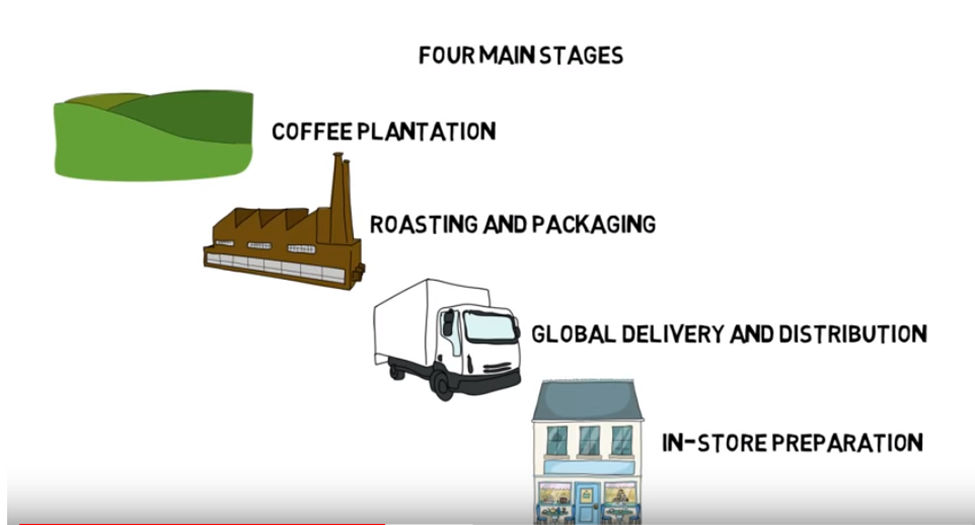 FOUR MAIN STAGES
COFFEE PLANTATION
ROASTING AND PACKAGING
GLOBAL DELIVERY AND DISTRIBUTION
IN-STORE PREPARATION